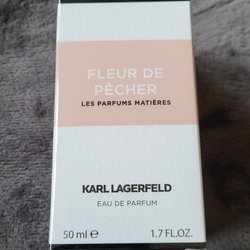 FLEUR DE
PÊCHER
LES PARFUMS MATIÈRES
KARL LAGERFELD
EAU DE PARFUM
50 ml e 1.7 FL.OZ.